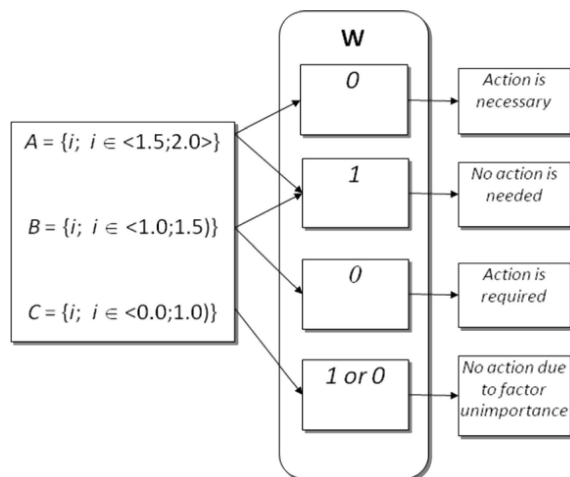 W
A = {i; i ∈ <1.5;2.0>}
B = {i; i ∈ <1.0;1.5)}
C = {i; i ∈ <0.0;1.0)}
0
1
0
1 or 0
Action is
necessary
No action is
needed
Action is
required
No action due
to factor
unimportance